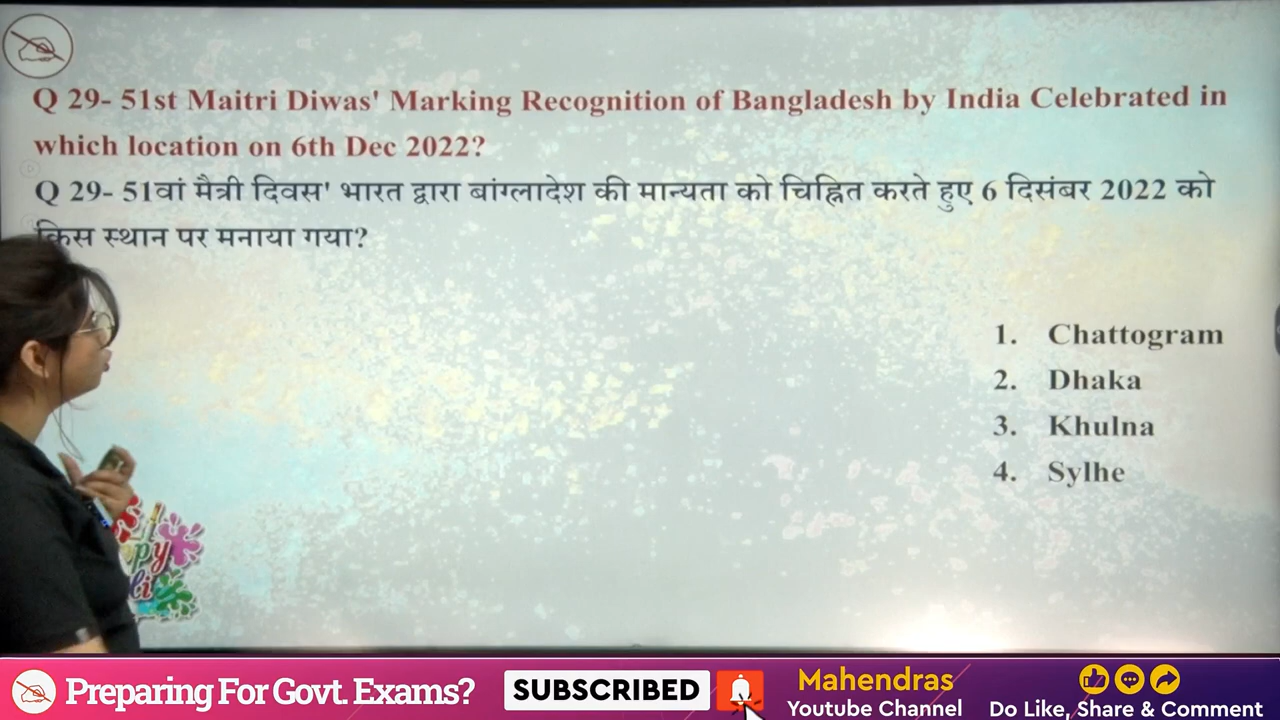 Q 29- 51st Maitri Diwas' Marking Recognition of Bangladesh by India Celebrated in
which location on 6th Dec 2022?
Q 29- 51वां मैत्री दिवस' भारत द्वारा बांग्लादेश की मान्यता को चिह्नित करते हुए 6 दिसंबर 2022 को
किस स्थान पर मनाया गया?
1. Chattogram
2. Dhaka
3. Khulna
4. Sylhe
Preparing For Govt. Exams?
SUBSCRIBED
Mahendras
Youtube Channel
Do Like, Share & Comment